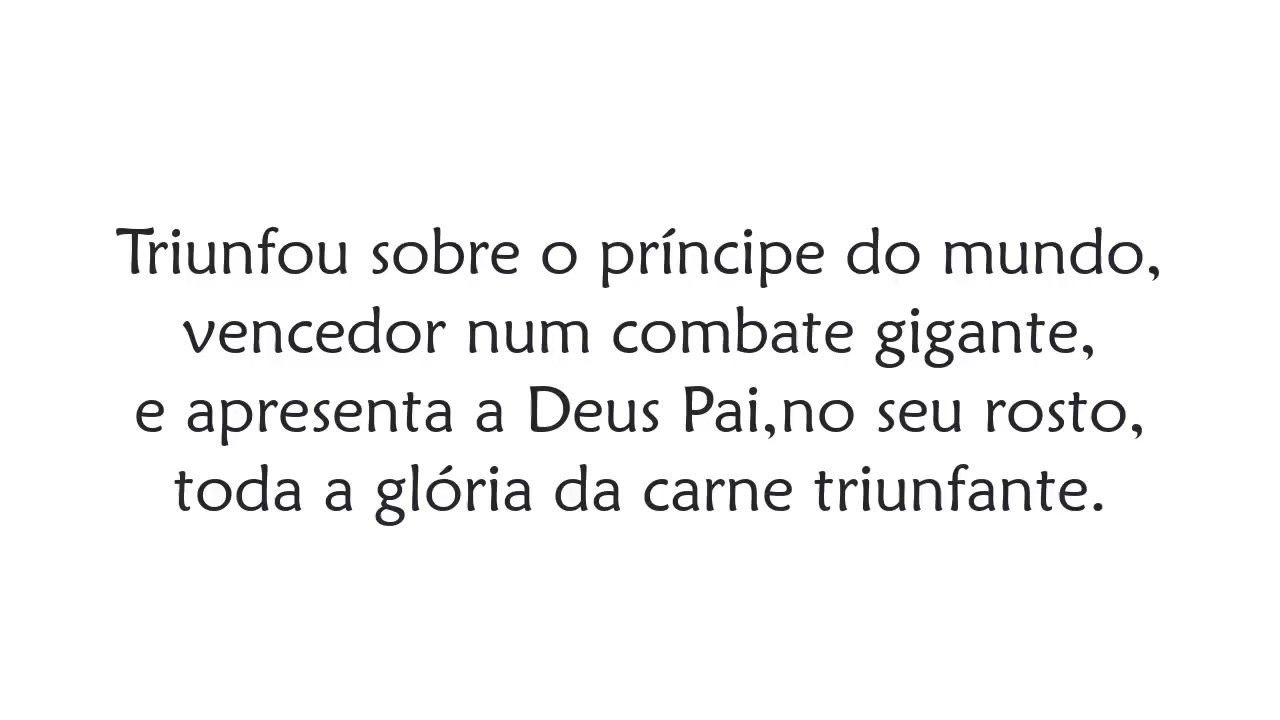 Triunfou sobre o príncipe do mundo,
vencedor num combate gigante,
e apresenta a Deus Pai,no seu rosto,
toda a glória da carne triunfante.